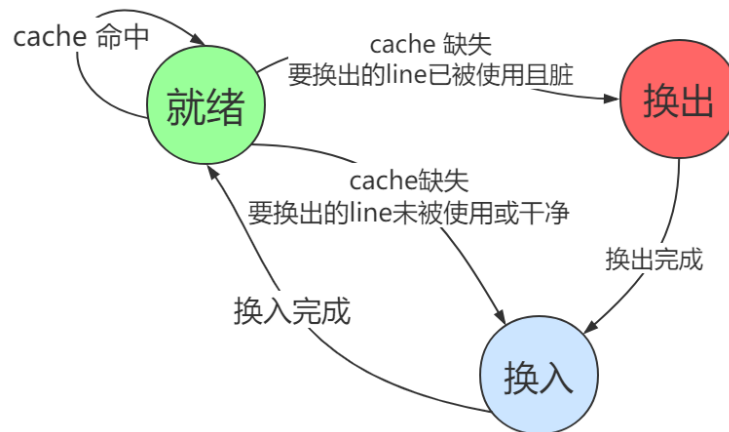 cache 命中
就绪
cache 缺失
要换出的line已被使用且脏
换出
cache缺失
要换出的line未被使用或干净
换出完成
换入完成
换入